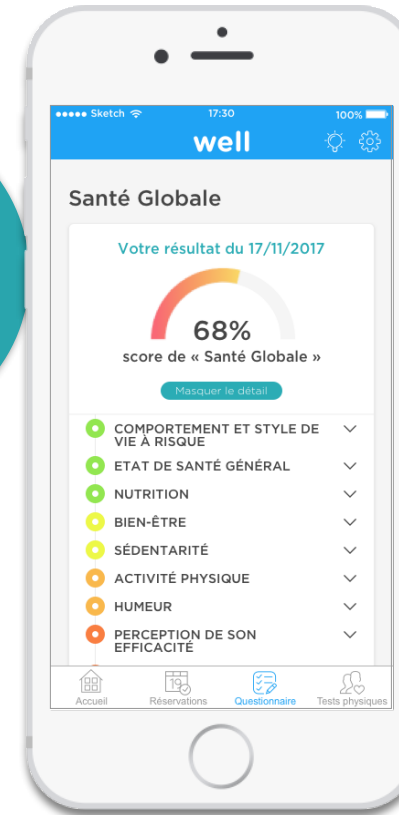 Sketch 17:30 100%
well
Santé Globale
Votre résultat du 17/11/2017
68%
score de « Santé Globale »
Masquer le détail
COMPORTEMENT ET STYLE DE
VIE À RISQUE
ETAT DE SANTÉ GÉNÉRAL
NUTRITION
BIEN-ÊTRE
SÉDENTARITÉ
ACTIVITÉ PHYSIQUE
HUMEUR
PERCEPTION DE SON
EFFICACITÉ
19
Accueil Réservations Questionnaire Tests physiques